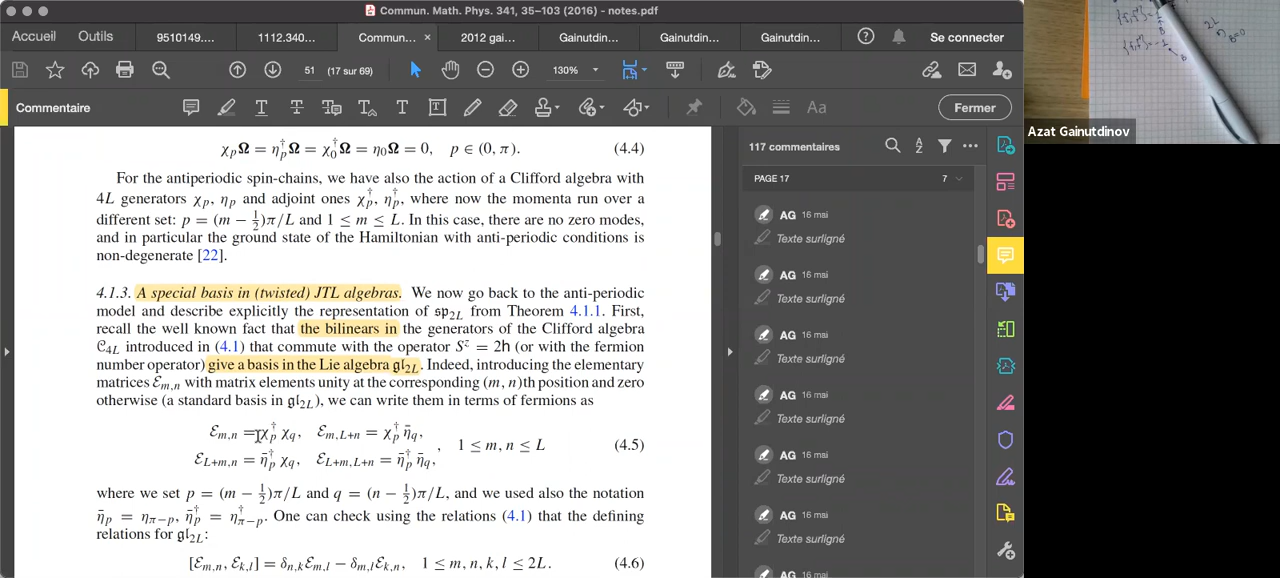 Commun. Math. Phys. 341, 35–103 (2016) - notes.pdf
Accueil Outils 9510149.... 1112.340... Commun... × 2012 gai... Gainutdinov... Gainutdinov... Gainutdinov... Se connecter
51 (17 sur 69) 130%
Commentaire Aa Fermer
χ_p Ω = η_p^† Ω = χ_0^† Ω = η_0 Ω = 0, p ∈ (0, π). (4.4)
For the antiperiodic spin-chains, we have also the action of a Clifford algebra with
4L generators χ_p, η_p and adjoint ones χ_p^†, η_p^†, where now the momenta run over a
different set: p = (m − 1/2)π/L and 1 ≤ m ≤ L. In this case, there are no zero modes,
and in particular the ground state of the Hamiltonian with anti-periodic conditions is
non-degenerate [22].
4.1.3. A special basis in (twisted) JTL algebras. We now go back to the anti-periodic
model and describe explicitly the representation of 𝔰𝔭_2L from Theorem 4.1.1. First,
recall the well known fact that the bilinears in the generators of the Clifford algebra
𝒞_4L introduced in (4.1) that commute with the operator S^z = 2h (or with the fermion
number operator) give a basis in the Lie algebra 𝔤𝔩_2L. Indeed, introducing the elementary
matrices ℰ_m,n with matrix elements unity at the corresponding (m, n)th position and zero
otherwise (a standard basis in 𝔤𝔩_2L), we can write them in terms of fermions as
ℰ_m,n = χ_p^† χ_q, ℰ_m,L+n = χ_p^† η̄_q,
ℰ_L+m,n = η̄_p^† χ_q, ℰ_L+m,L+n = η̄_p^† η̄_q, , 1 ≤ m, n ≤ L (4.5)
where we set p = (m − 1/2)π/L and q = (n − 1/2)π/L, and we used also the notation
η̄_p = η_π−p, η̄_p^† = η_π−p^†. One can check using the relations (4.1) that the defining
relations for 𝔤𝔩_2L:
[ℰ_m,n, ℰ_k,l] = δ_n,k ℰ_m,l − δ_m,l ℰ_k,n, 1 ≤ m, n, k, l ≤ 2L. (4.6)
117 commentaires
PAGE 17 7
AG 16 mai
Texte surligné
AG 16 mai
Texte surligné
AG 16 mai
Texte surligné
AG 16 mai
Texte surligné
AG 16 mai
Texte surligné
AG 16 mai
Texte surligné
AG 16 mai
Azat Gainutdinov